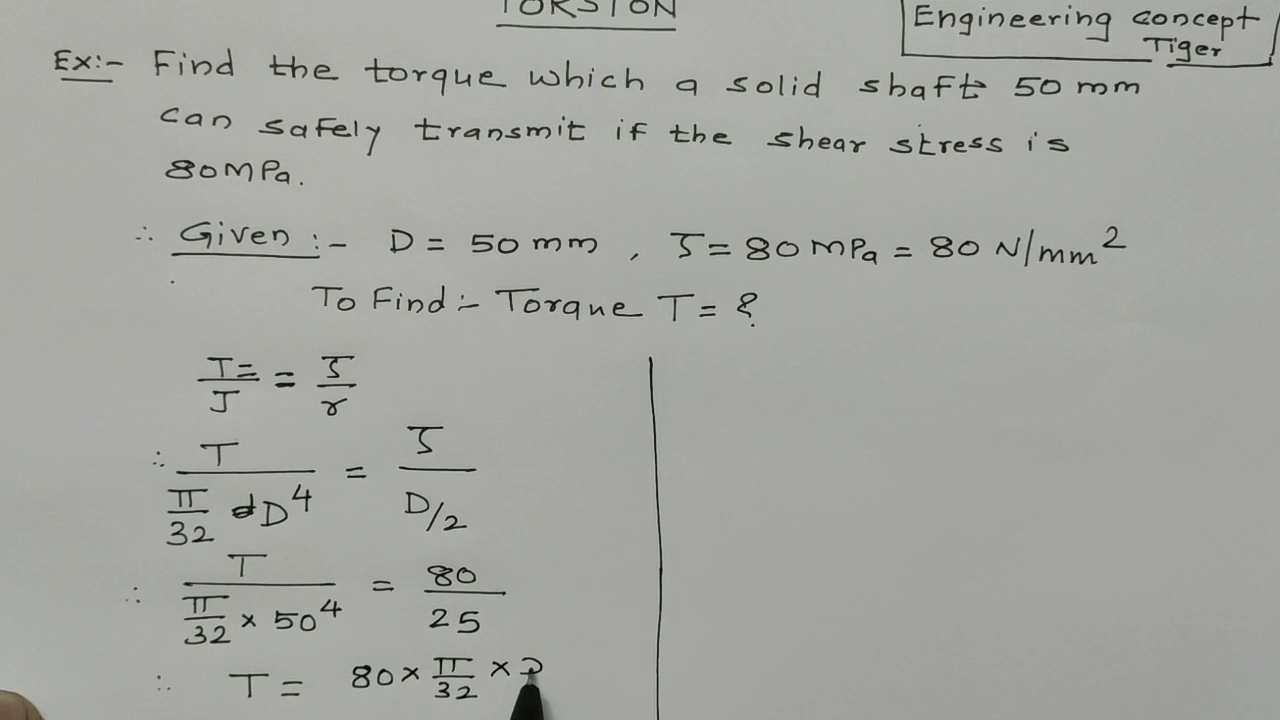 TORSION
Engineering concept
Tiger
Ex:- Find the torque which a solid shaft 50 mm
can safely transmit if the shear stress is
80MPa.
∴ Given :- D = 50 mm , τ = 80 MPa = 80 N/mm²
To Find :- Torque T = ?
T= / J = τ / r
∴ T / (π/32 dD⁴) = τ / (D/2)
∴ T / (π/32 × 50⁴) = 80 / 25
∴ T = 80 × π/32 ×